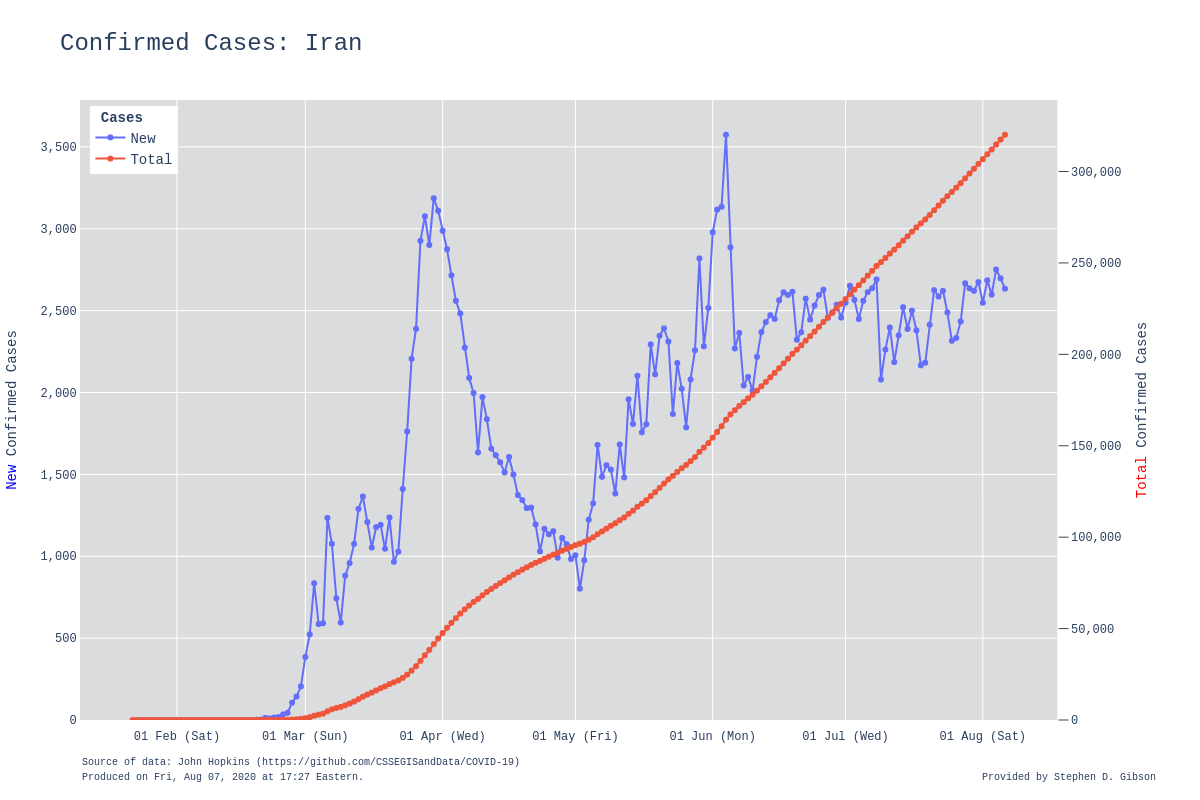 Confirmed Cases: Iran
Cases
New
Total
3,500
3,000
2,500
2,000
1,500
1,000
500
0
New Confirmed Cases
300,000
250,000
200,000
150,000
100,000
50,000
0
Total Confirmed Cases
01 Feb (Sat)
01 Mar (Sun)
01 Apr (Wed)
01 May (Fri)
01 Jun (Mon)
01 Jul (Wed)
01 Aug (Sat)
Source of data: John Hopkins (https://github.com/CSSEGISandData/COVID-19)
Produced on Fri, Aug 07, 2020 at 17:27 Eastern.
Provided by Stephen D. Gibson